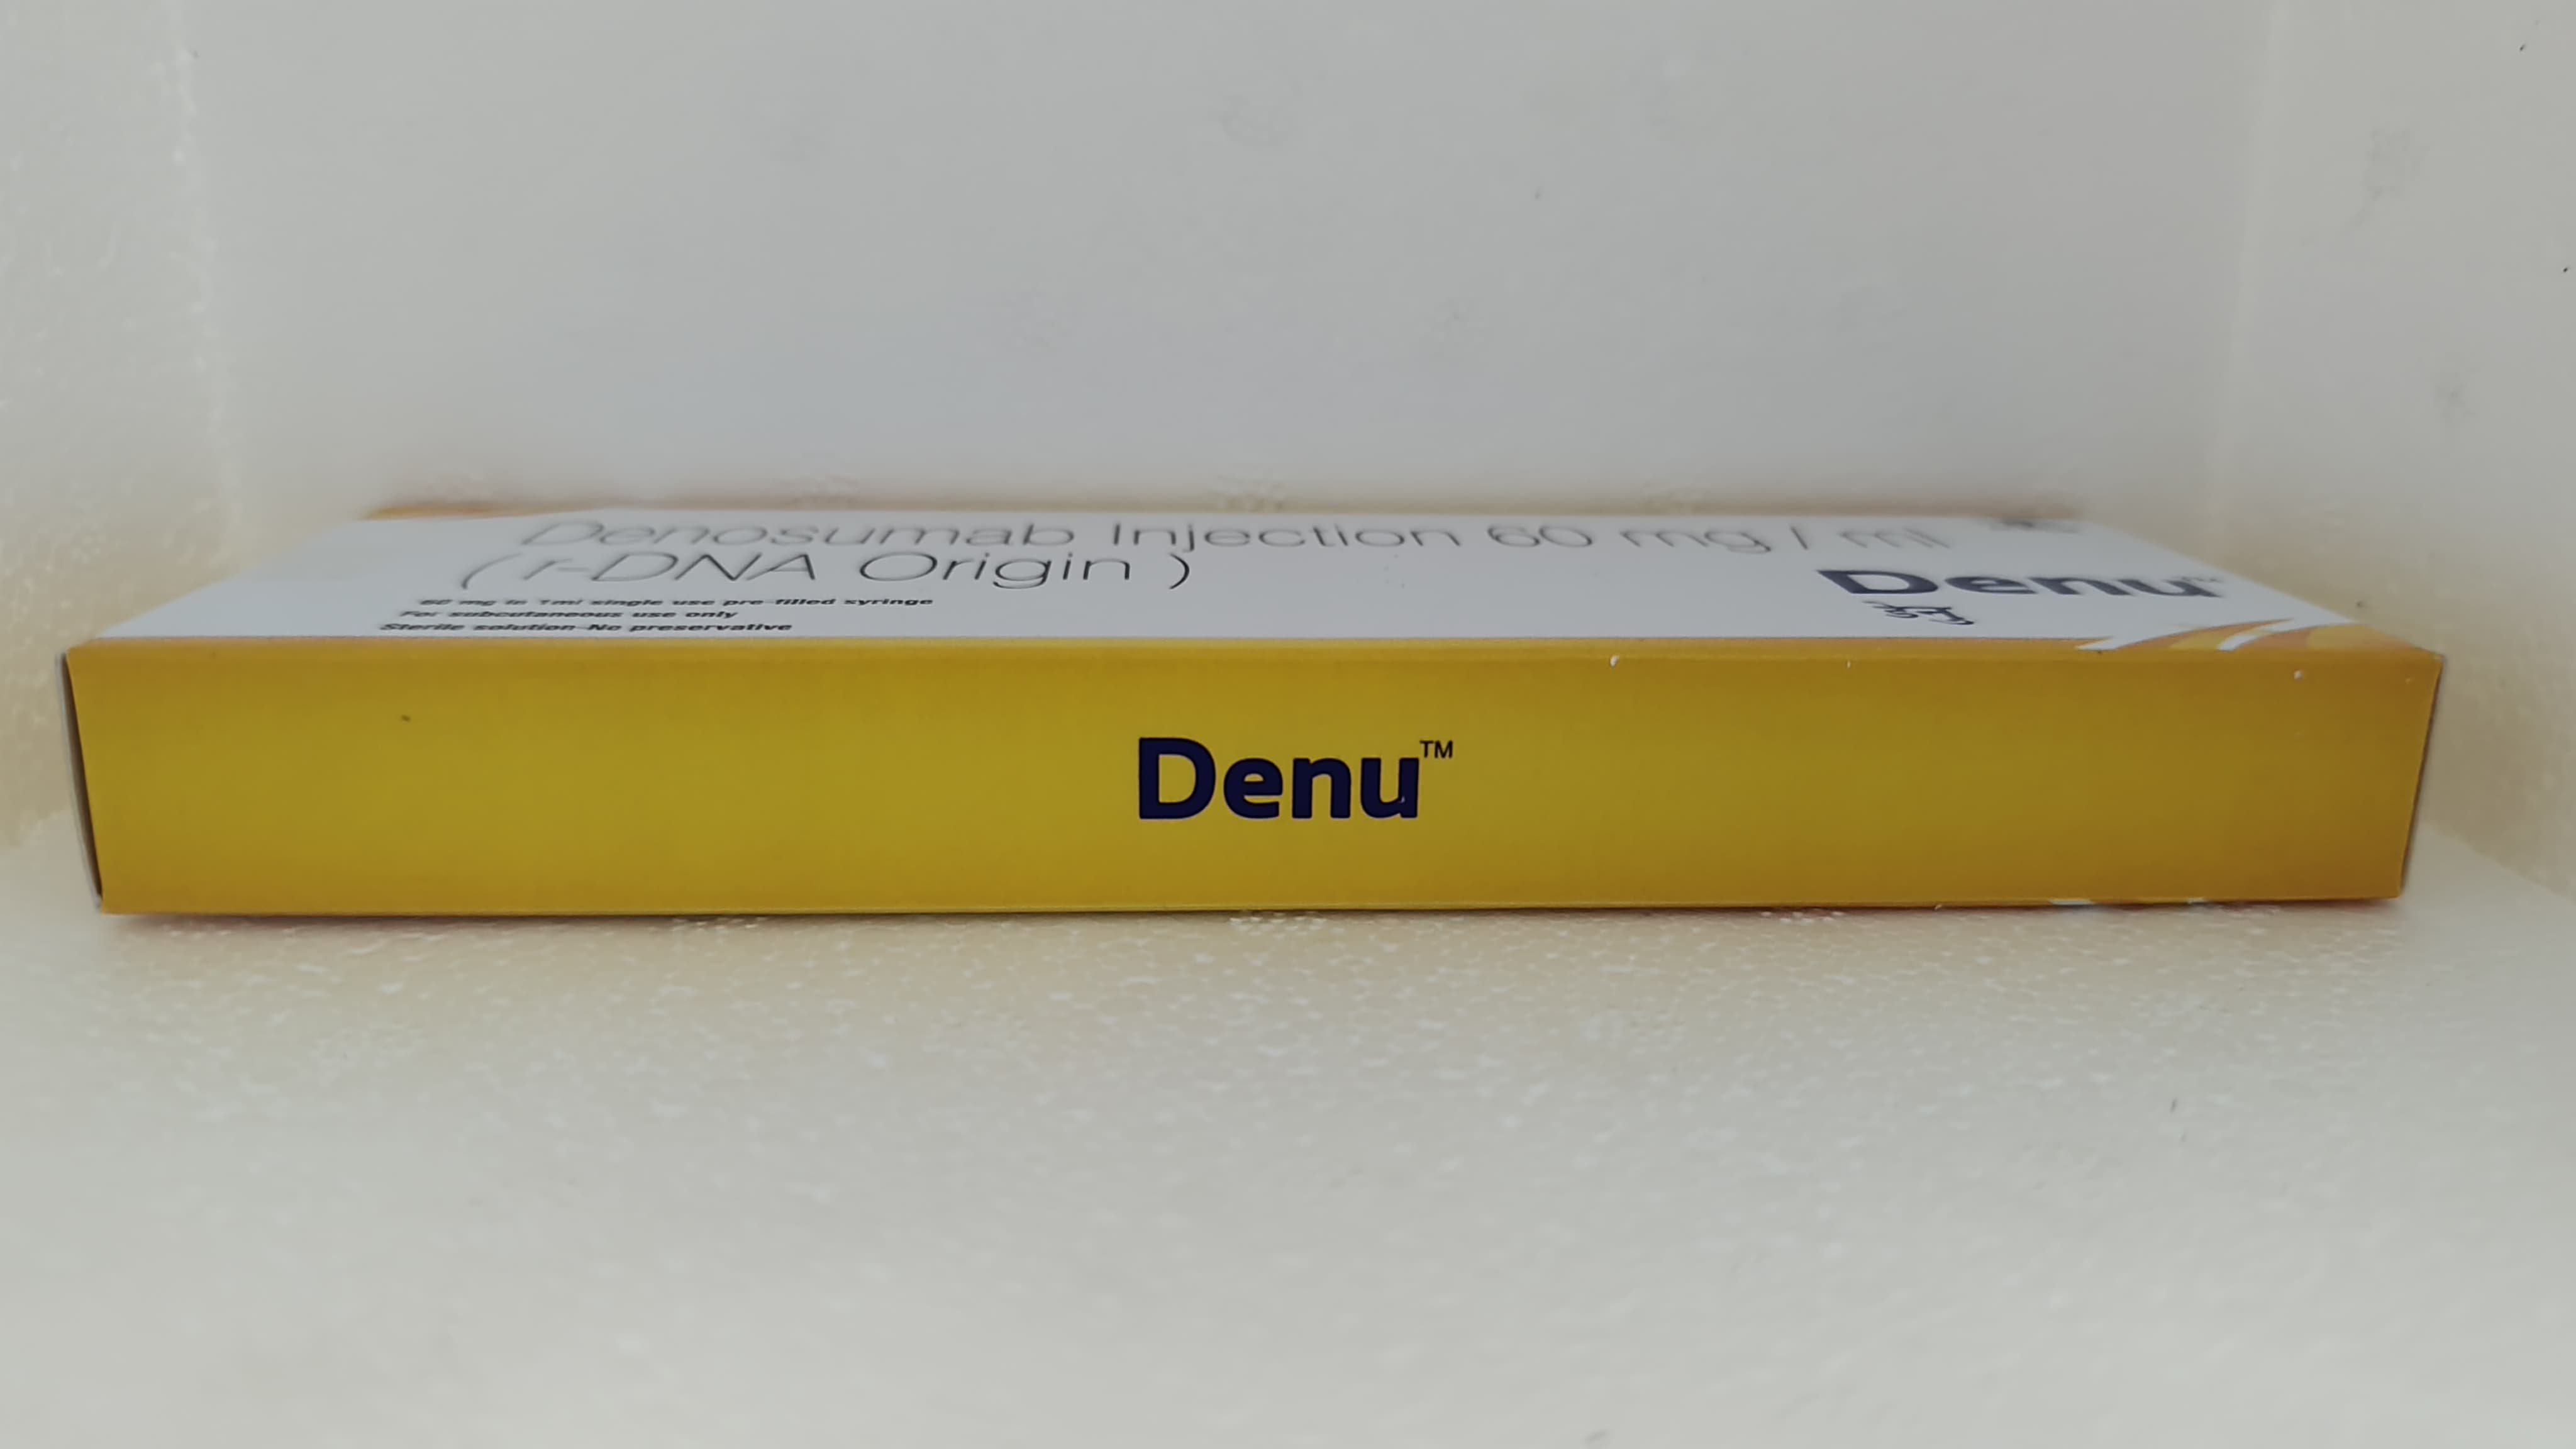 Denosumab Injection 60 mg / ml
( r-DNA Origin )
60 mg in 1ml single use pre-filled syringe
For subcutaneous use only
Sterile solution-No preservative
Denu™
Denu™